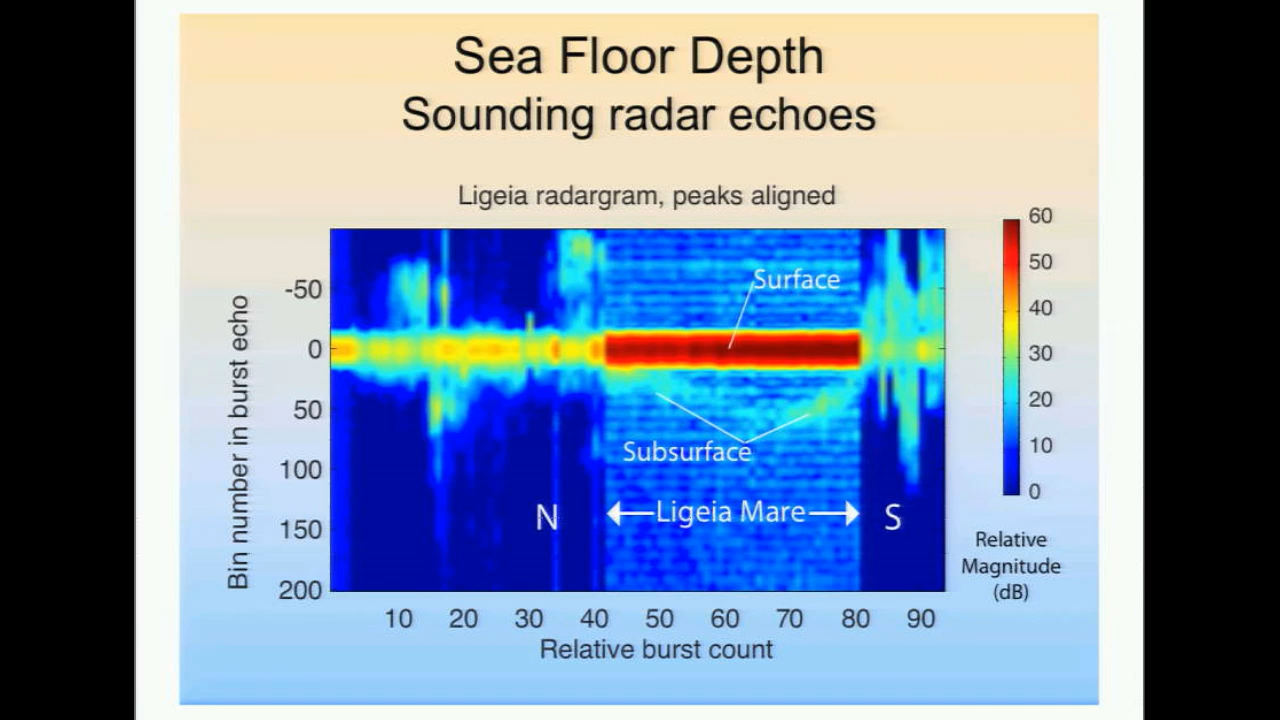 Sea Floor Depth
Sounding radar echoes
Ligeia radargram, peaks aligned
Bin number in burst echo
-50
0
50
100
150
200
Surface
Subsurface
N
Ligeia Mare
S
10 20 30 40 50 60 70 80 90
Relative burst count
60
50
40
30
20
10
0
Relative
Magnitude
(dB)